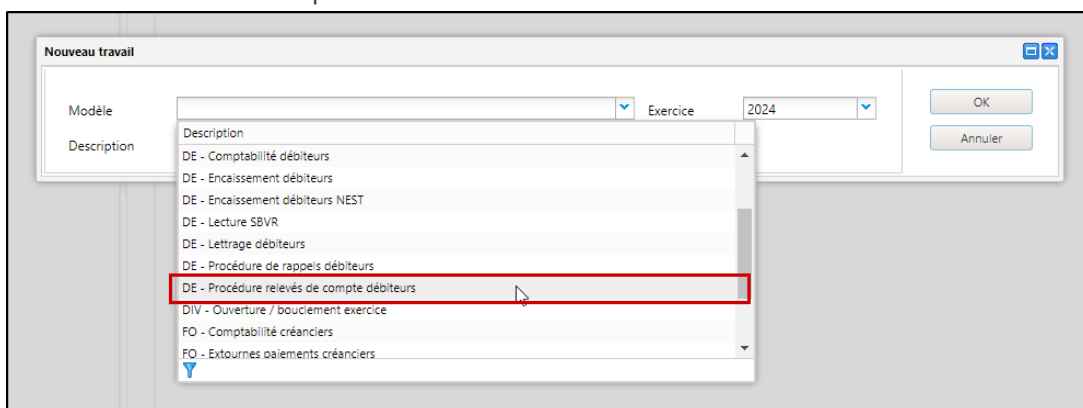 Nouveau travail
Modèle
Exercice
2024
OK
Description
Annuler
Description
DE - Comptabilité débiteurs
DE - Encaissement débiteurs
DE - Encaissement débiteurs NEST
DE - Lecture SBVR
DE - Lettrage débiteurs
DE - Procédure de rappels débiteurs
DE - Procédure relevés de compte débiteurs
DIV - Ouverture / bouclement exercice
FO - Comptabilité créanciers
FO - Extournes paiements créanciers